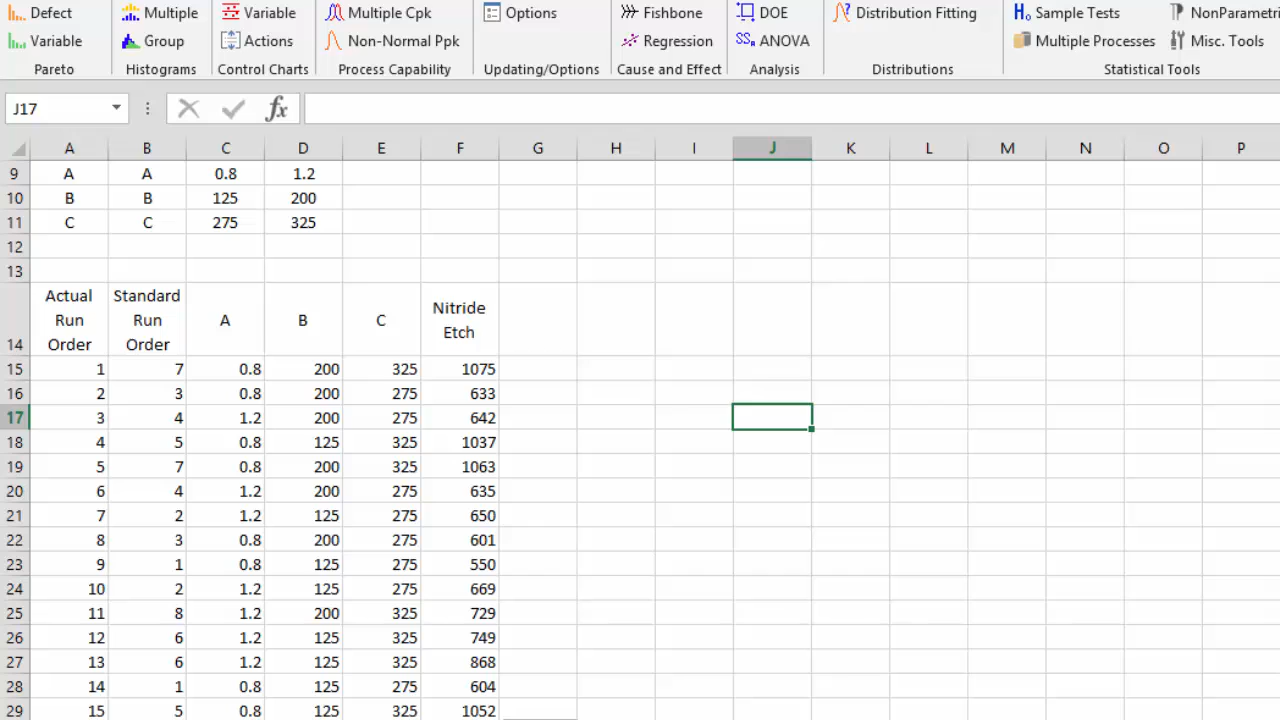 Defect Multiple Variable Multiple Cpk Options Fishbone DOE Distribution Fitting Sample Tests NonParametri
Variable Group Actions Non-Normal Ppk Regression ANOVA Multiple Processes Misc. Tools
Pareto Histograms Control Charts Process Capability Updating/Options Cause and Effect Analysis Distributions Statistical Tools
J17 fx
A B C D E F G H I J K L M N O P
9 A A 0.8 1.2
10 B B 125 200
11 C C 275 325
12
13
14 Actual Run Order Standard Run Order A B C Nitride Etch
15 1 7 0.8 200 325 1075
16 2 3 0.8 200 275 633
17 3 4 1.2 200 275 642
18 4 5 0.8 125 325 1037
19 5 7 0.8 200 325 1063
20 6 4 1.2 200 275 635
21 7 2 1.2 125 275 650
22 8 3 0.8 200 275 601
23 9 1 0.8 125 275 550
24 10 2 1.2 125 275 669
25 11 8 1.2 200 325 729
26 12 6 1.2 125 325 749
27 13 6 1.2 125 325 868
28 14 1 0.8 125 275 604
29 15 5 0.8 125 325 1052